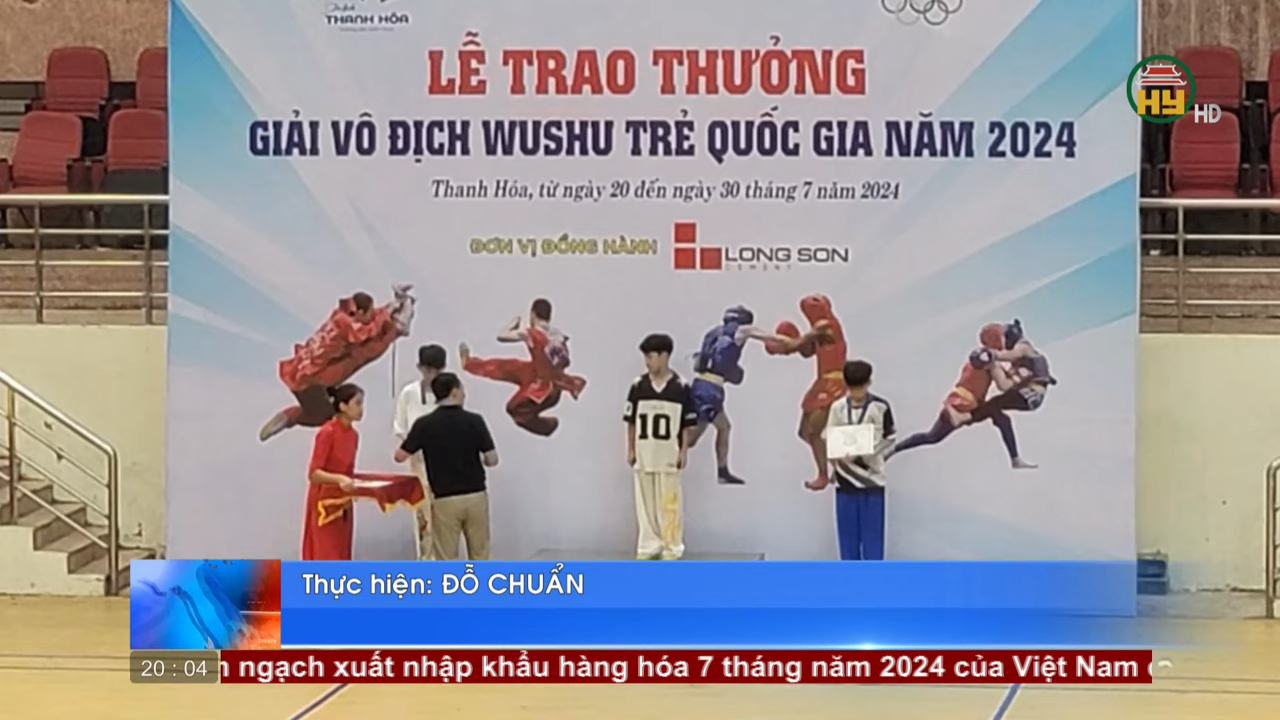 THANH HÓA
LỄ TRAO THƯỞNG
GIẢI VÔ ĐỊCH WUSHU TRẺ QUỐC GIA NĂM 2024
Thanh Hóa, từ ngày 20 đến ngày 30 tháng 7 năm 2024
ĐƠN VỊ ĐỒNG HÀNH
LONG SON
CEMENT
HY HD
10
Thực hiện: ĐỖ CHUẨN
20 : 04
ngạch xuất nhập khẩu hàng hóa 7 tháng năm 2024 của Việt Nam